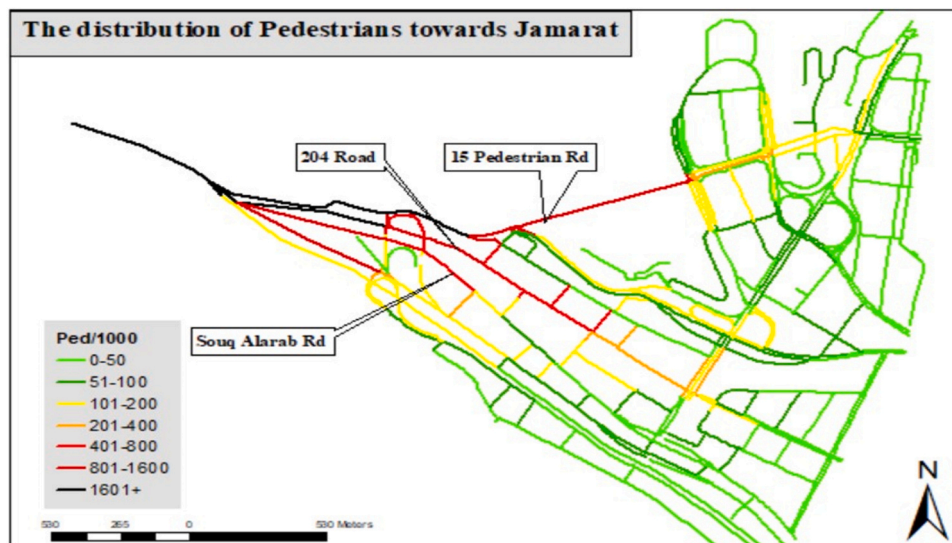 The distribution of Pedestrians towards Jamarat
204 Road
15 Pedestrian Rd
Souq Alarab Rd
Ped/1000
0-50
51-100
101-200
201-400
401-800
801-1600
1601+
530 265 0 530 Meters
N